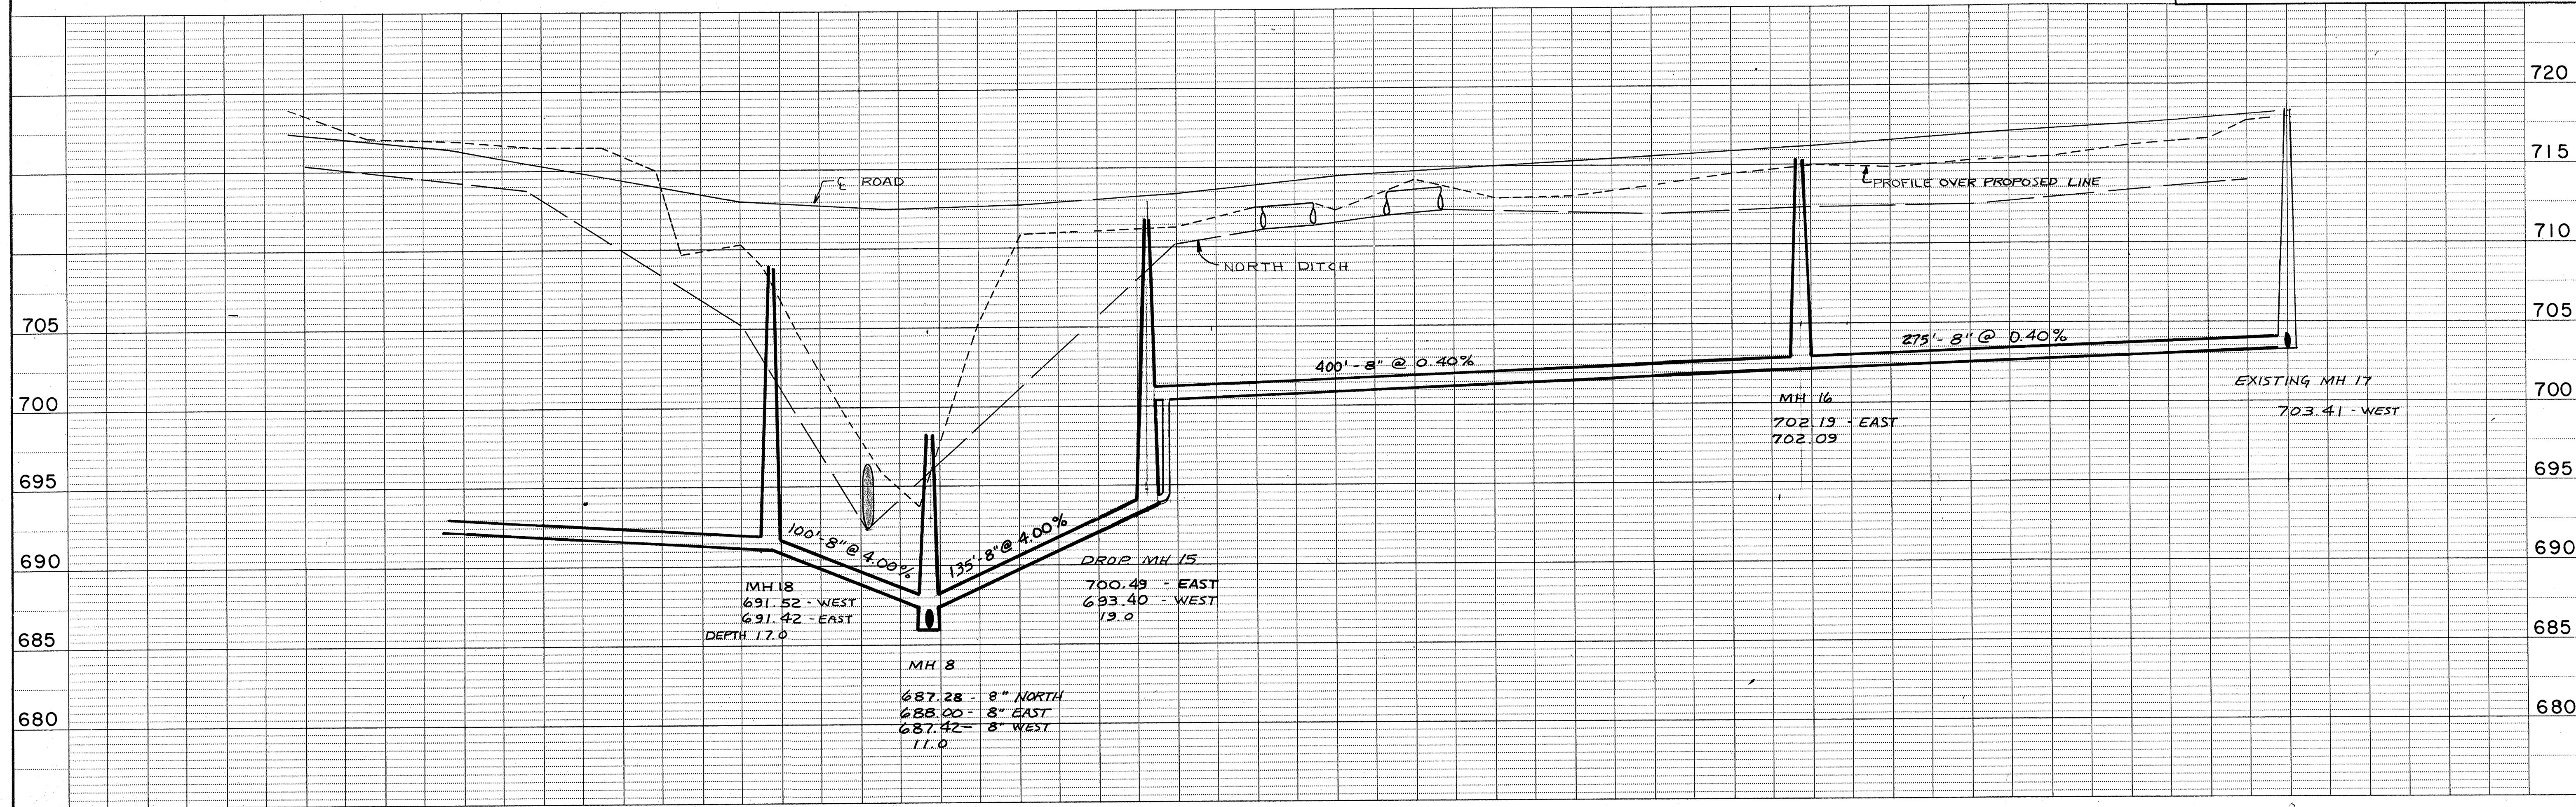 720
715
710
705
700
695
690
685
680
705
700
695
690
685
680
℄ ROAD
PROFILE OVER PROPOSED LINE
NORTH DITCH
400'-8" @ 0.40%
275'-8" @ 0.40%
100'-8" @ 4.00%
135'-8" @ 4.00%
EXISTING MH 17
703.41 - WEST
MH 16
702.19 - EAST
702.09
DROP MH 15
700.49 - EAST
693.40 - WEST
19.0
MH 18
691.52 - WEST
691.42 - EAST
DEPTH 17.0
MH 8
687.28 - 8" NORTH
688.00 - 8" EAST
687.42 - 8" WEST
11.0